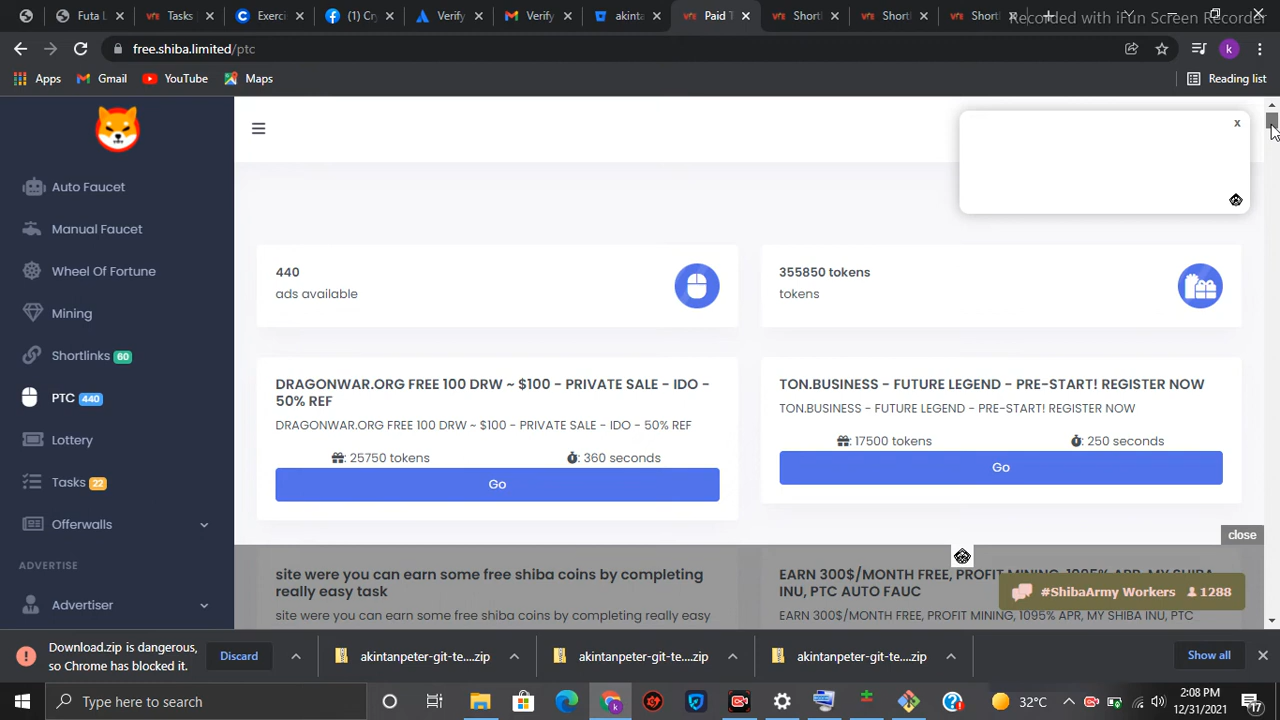 Futa L
Tasks
Exerci
(1) Cry
Verify
Verify
akinta
Paid T
Shortl
Shortl
Shortl
Recorded with iFun Screen Recorder
free.shiba.limited/ptc
k
Apps
Gmail
YouTube
Maps
Reading list
x
Auto Faucet
Manual Faucet
Wheel Of Fortune
Mining
Shortlinks 60
PTC 440
Lottery
Tasks 22
Offerwalls
ADVERTISE
Advertiser
440
ads available
355850 tokens
tokens
DRAGONWAR.ORG FREE 100 DRW ~ $100 - PRIVATE SALE - IDO -
50% REF
DRAGONWAR.ORG FREE 100 DRW ~ $100 - PRIVATE SALE - IDO - 50% REF
: 25750 tokens
: 360 seconds
Go
TON.BUSINESS - FUTURE LEGEND - PRE-START! REGISTER NOW
TON.BUSINESS - FUTURE LEGEND - PRE-START! REGISTER NOW
: 17500 tokens
: 250 seconds
Go
close
site were you can earn some free shiba coins by completing
really easy task
site were you can earn some free shiba coins by completing really easy
EARN 300$/MONTH FREE, PROFIT MINING, 1095% APR, MY SHIBA
INU, PTC AUTO FAUC
EARN 300$/MONTH FREE, PROFIT MINING, 1095% APR, MY SHIBA INU, PTC
#ShibaArmy Workers 1288
Download.zip is dangerous,
so Chrome has blocked it.
Discard
akintanpeter-git-te....zip
akintanpeter-git-te....zip
akintanpeter-git-te....zip
Show all
Type here to search
32°C
2:08 PM
12/31/2021
17